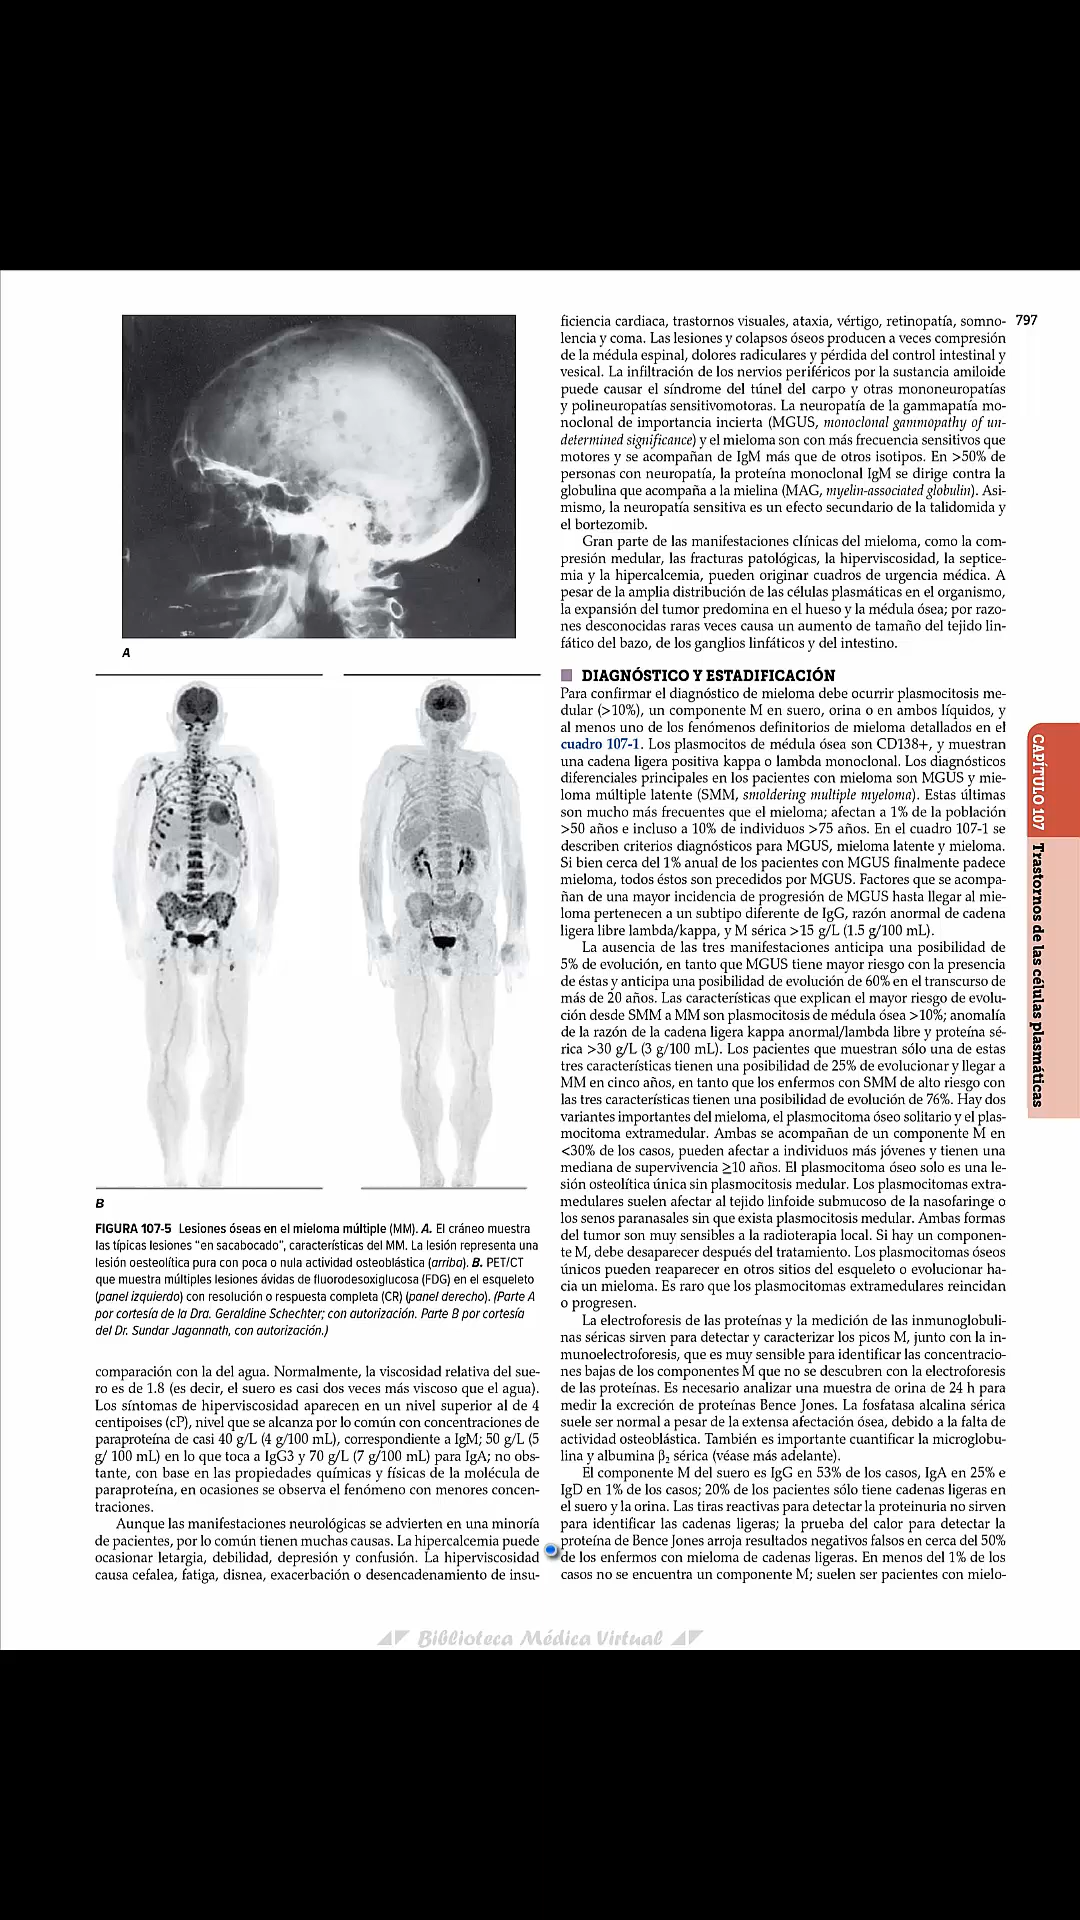 A
B
FIGURA 107-5 Lesiones óseas en el mieloma múltiple (MM). A. El cráneo muestra
las típicas lesiones "en sacabocado", características del MM. La lesión representa una
lesión oesteolítica pura con poca o nula actividad osteoblástica (arriba). B. PET/CT
que muestra múltiples lesiones ávidas de fluorodesoxiglucosa (FDG) en el esqueleto
(panel izquierdo) con resolución o respuesta completa (CR) (panel derecho). (Parte A
por cortesía de la Dra. Geraldine Schechter; con autorización. Parte B por cortesía
del Dr. Sundar Jagannath, con autorización.)
comparación con la del agua. Normalmente, la viscosidad relativa del sue-
ro es de 1.8 (es decir, el suero es casi dos veces más viscoso que el agua).
Los síntomas de hiperviscosidad aparecen en un nivel superior al de 4
centipoises (cP), nivel que se alcanza por lo común con concentraciones de
paraproteína de casi 40 g/L (4 g/100 mL), correspondiente a IgM; 50 g/L (5
g/ 100 mL) en lo que toca a IgG3 y 70 g/L (7 g/100 mL) para IgA; no obs-
tante, con base en las propiedades químicas y físicas de la molécula de
paraproteína, en ocasiones se observa el fenómeno con menores concen-
traciones.
Aunque las manifestaciones neurológicas se advierten en una minoría
de pacientes, por lo común tienen muchas causas. La hipercalcemia puede
ocasionar letargia, debilidad, depresión y confusión. La hiperviscosidad
causa cefalea, fatiga, disnea, exacerbación o desencadenamiento de insu-
ficiencia cardiaca, trastornos visuales, ataxia, vértigo, retinopatía, somno-
lencia y coma. Las lesiones y colapsos óseos producen a veces compresión
de la médula espinal, dolores radiculares y pérdida del control intestinal y
vesical. La infiltración de los nervios periféricos por la sustancia amiloide
puede causar el síndrome del túnel del carpo y otras mononeuropatías
y polineuropatías sensitivomotoras. La neuropatía de la gammapatía mo-
noclonal de importancia incierta (MGUS, monoclonal gammopathy of un-
determined significance) y el mieloma son con más frecuencia sensitivos que
motores y se acompañan de IgM más que de otros isotipos. En >50% de
personas con neuropatía, la proteína monoclonal IgM se dirige contra la
globulina que acompaña a la mielina (MAG, myelin-associated globulin). Asi-
mismo, la neuropatía sensitiva es un efecto secundario de la talidomida y
el bortezomib.
Gran parte de las manifestaciones clínicas del mieloma, como la com-
presión medular, las fracturas patológicas, la hiperviscosidad, la septice-
mia y la hipercalcemia, pueden originar cuadros de urgencia médica. A
pesar de la amplia distribución de las células plasmáticas en el organismo,
la expansión del tumor predomina en el hueso y la médula ósea; por razo-
nes desconocidas raras veces causa un aumento de tamaño del tejido lin-
fático del bazo, de los ganglios linfáticos y del intestino.
DIAGNÓSTICO Y ESTADIFICACIÓN
Para confirmar el diagnóstico de mieloma debe ocurrir plasmocitosis me-
dular (>10%), un componente M en suero, orina o en ambos líquidos, y
al menos uno de los fenómenos definitorios de mieloma detallados en el
cuadro 107-1. Los plasmocitos de médula ósea son CD138+, y muestran
una cadena ligera positiva kappa o lambda monoclonal. Los diagnósticos
diferenciales principales en los pacientes con mieloma son MGUS y mie-
loma múltiple latente (SMM, smoldering multiple myeloma). Estas últimas
son mucho más frecuentes que el mieloma; afectan a 1% de la población
>50 años e incluso a 10% de individuos >75 años. En el cuadro 107-1 se
describen criterios diagnósticos para MGUS, mieloma latente y mieloma.
Si bien cerca del 1% anual de los pacientes con MGUS finalmente padece
mieloma, todos éstos son precedidos por MGUS. Factores que se acompa-
ñan de una mayor incidencia de progresión de MGUS hasta llegar al mie-
loma pertenecen a un subtipo diferente de IgG, razón anormal de cadena
ligera libre lambda/kappa, y M sérica >15 g/L (1.5 g/100 mL).
La ausencia de las tres manifestaciones anticipa una posibilidad de
5% de evolución, en tanto que MGUS tiene mayor riesgo con la presencia
de éstas y anticipa una posibilidad de evolución de 60% en el transcurso de
más de 20 años. Las características que explican el mayor riesgo de evolu-
ción desde SMM a MM son plasmocitosis de médula ósea >10%; anomalía
de la razón de la cadena ligera kappa anormal/lambda libre y proteína sé-
rica >30 g/L (3 g/100 mL). Los pacientes que muestran sólo una de estas
tres características tienen una posibilidad de 25% de evolucionar y llegar a
MM en cinco años, en tanto que los enfermos con SMM de alto riesgo con
las tres características tienen una posibilidad de evolución de 76%. Hay dos
variantes importantes del mieloma, el plasmocitoma óseo solitario y el plas-
mocitoma extramedular. Ambas se acompañan de un componente M en
<30% de los casos, pueden afectar a individuos más jóvenes y tienen una
mediana de supervivencia ≥10 años. El plasmocitoma óseo solo es una le-
sión osteolítica única sin plasmocitosis medular. Los plasmocitomas extra-
medulares suelen afectar al tejido linfoide submucoso de la nasofaringe o
los senos paranasales sin que exista plasmocitosis medular. Ambas formas
del tumor son muy sensibles a la radioterapia local. Si hay un componen-
te M, debe desaparecer después del tratamiento. Los plasmocitomas óseos
únicos pueden reaparecer en otros sitios del esqueleto o evolucionar ha-
cia un mieloma. Es raro que los plasmocitomas extramedulares reincidan
o progresen.
La electroforesis de las proteínas y la medición de las inmunoglobuli-
nas séricas sirven para detectar y caracterizar los picos M, junto con la in-
munoelectroforesis, que es muy sensible para identificar las concentracio-
nes bajas de los componentes M que no se descubren con la electroforesis
de las proteínas. Es necesario analizar una muestra de orina de 24 h para
medir la excreción de proteínas Bence Jones. La fosfatasa alcalina sérica
suele ser normal a pesar de la extensa afectación ósea, debido a la falta de
actividad osteoblástica. También es importante cuantificar la microglobu-
lina y albumina β₂ sérica (véase más adelante).
El componente M del suero es IgG en 53% de los casos, IgA en 25% e
IgD en 1% de los casos; 20% de los pacientes sólo tiene cadenas ligeras en
el suero y la orina. Las tiras reactivas para detectar la proteinuria no sirven
para identificar las cadenas ligeras; la prueba del calor para detectar la
proteína de Bence Jones arroja resultados negativos falsos en cerca del 50%
de los enfermos con mieloma de cadenas ligeras. En menos del 1% de los
casos no se encuentra un componente M; suelen ser pacientes con mielo-
797
CAPÍTULO 107 Trastornos de las células plasmáticas
Biblioteca Médica Virtual